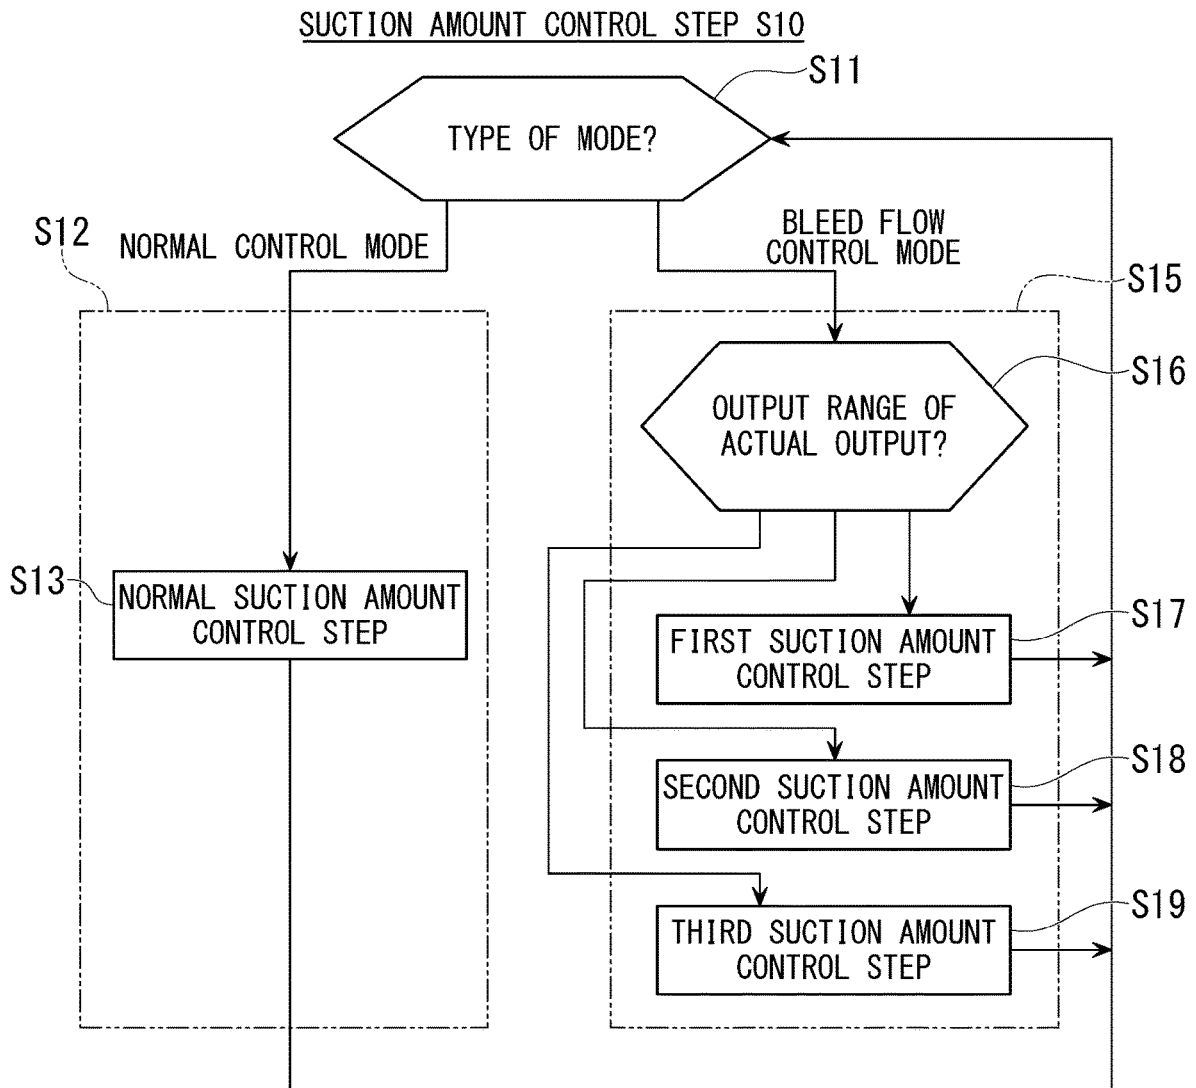 SUCTION AMOUNT CONTROL STEP S10
S11
TYPE OF MODE?
S12
NORMAL CONTROL MODE
BLEED FLOW
CONTROL MODE
S15
S16
OUTPUT RANGE OF
ACTUAL OUTPUT?
S13
NORMAL SUCTION AMOUNT
CONTROL STEP
S17
FIRST SUCTION AMOUNT
CONTROL STEP
S18
SECOND SUCTION AMOUNT
CONTROL STEP
S19
THIRD SUCTION AMOUNT
CONTROL STEP